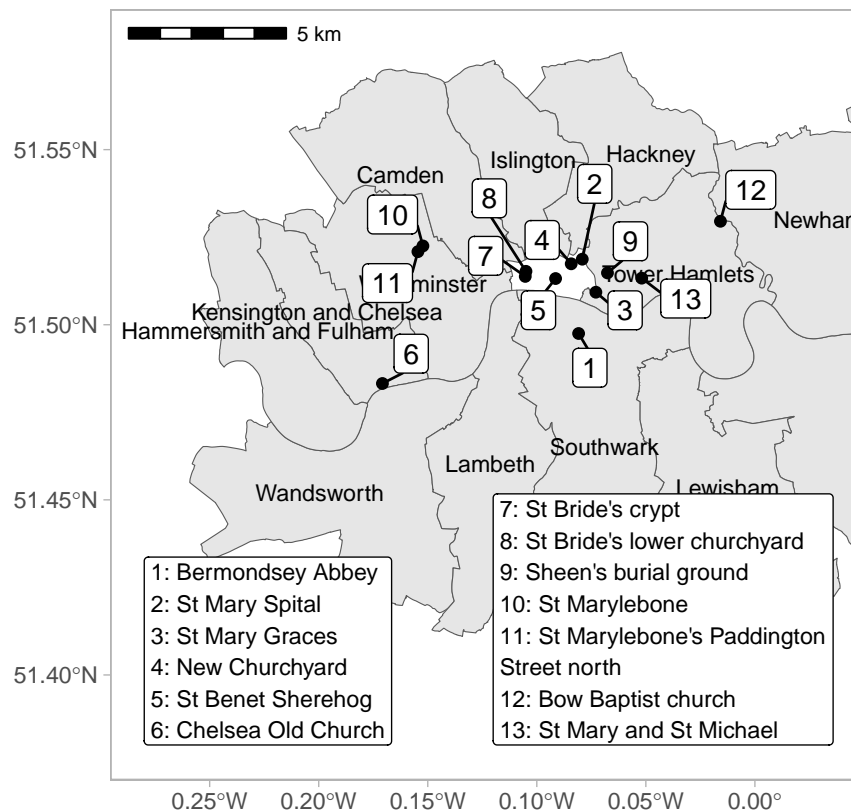 5 km
51.55°N
51.50°N
51.45°N
51.40°N
Hackney
Islington
Camden
8
2
12
10
Newham
4
9
7
11
minster
Tower Hamlets
Kensington and Chelsea
5
3
13
Hammersmith and Fulham
6
1
Southwark
Lambeth
Wandsworth
Lewisham
1: Bermondsey Abbey
2: St Mary Spital
3: St Mary Graces
4: New Churchyard
5: St Benet Sherehog
6: Chelsea Old Church
7: St Bride's crypt
8: St Bride's lower churchyard
9: Sheen's burial ground
10: St Marylebone
11: St Marylebone's Paddington
Street north
12: Bow Baptist church
13: St Mary and St Michael
0.25°W
0.20°W
0.15°W
0.10°W
0.05°W
0.00°